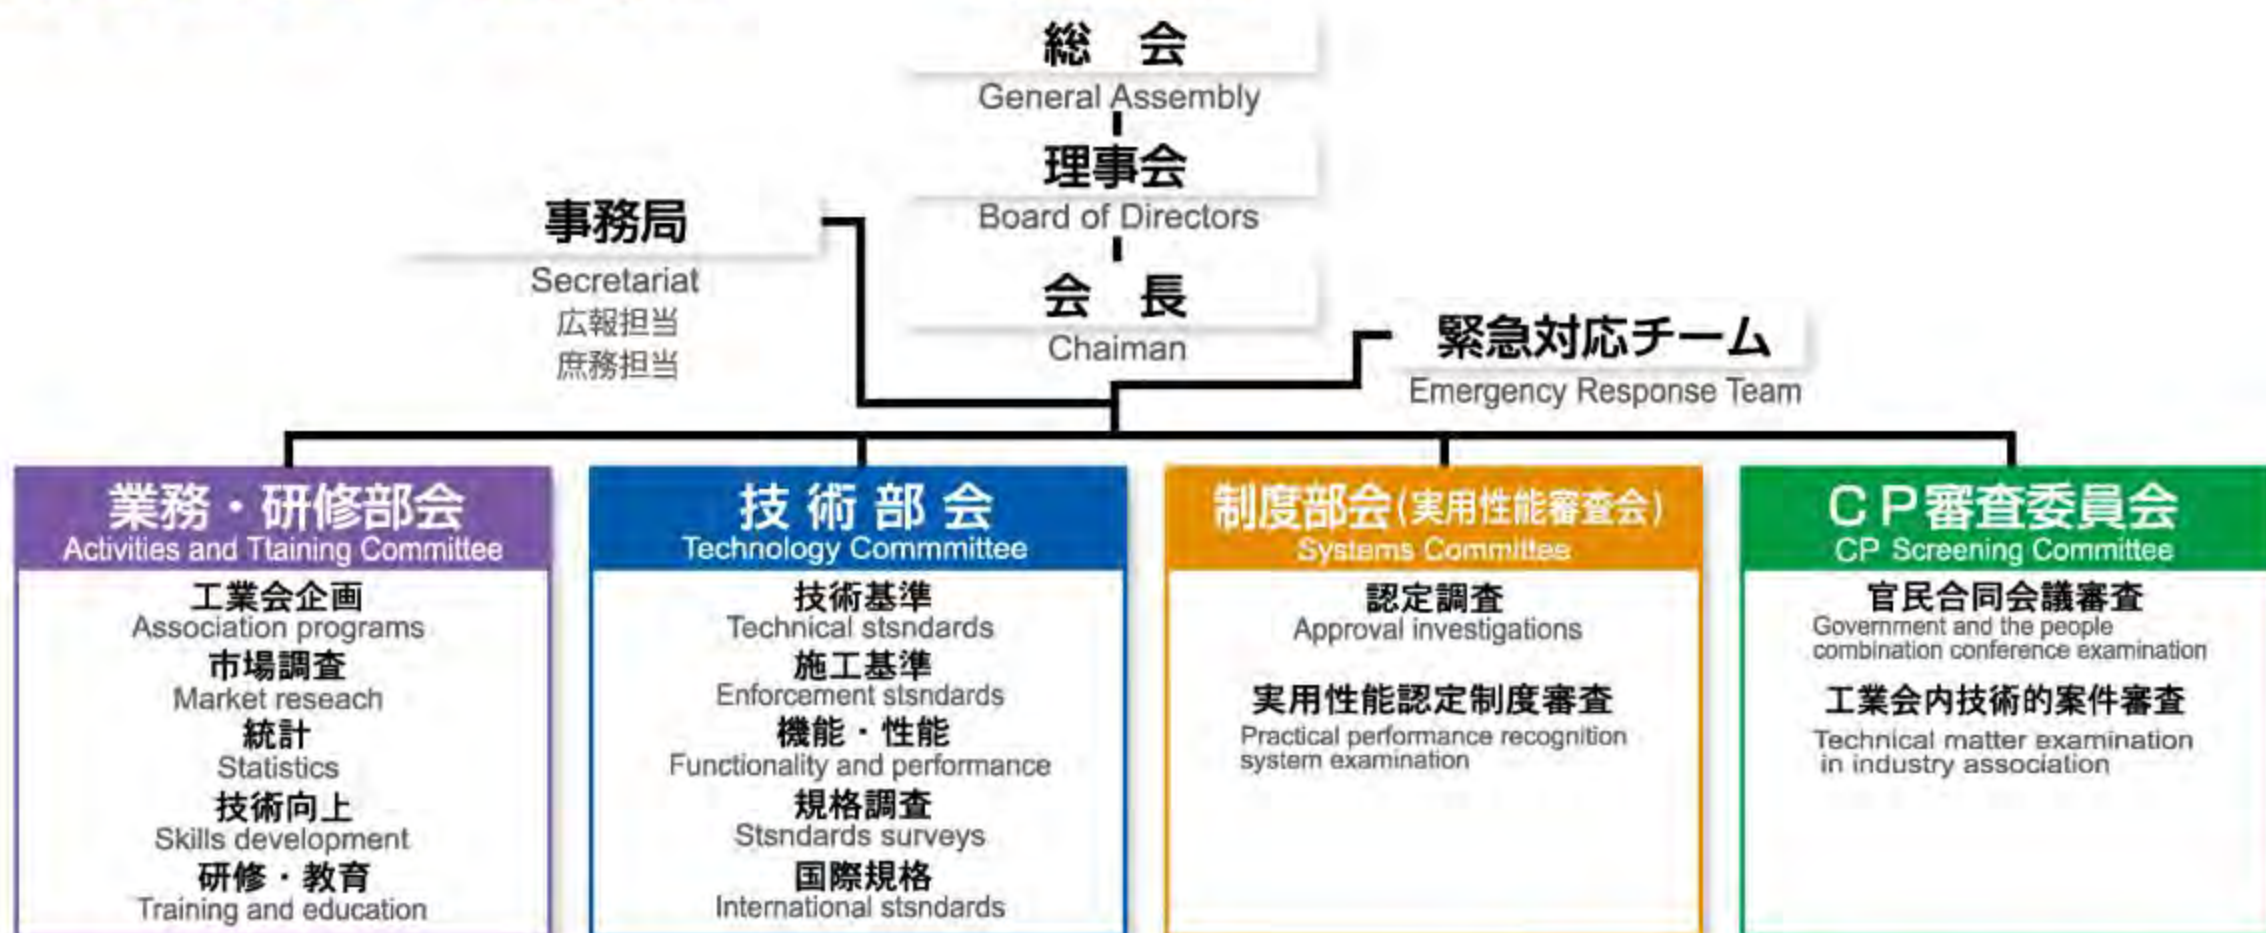 総 会
General Assembly
理事会
Board of Directors
会 長
Chaiman
事務局
Secretariat
広報担当
庶務担当
緊急対応チーム
Emergency Response Team
業務・研修部会
Activities and Ttaining Committee
工業会企画
Association programs
市場調査
Market reseach
統計
Statistics
技術向上
Skills development
研修・教育
Training and education
技 術 部 会
Technology Commmittee
技術基準
Technical stsndards
施工基準
Enforcement stsndards
機能・性能
Functionality and performance
規格調査
Stsndards surveys
国際規格
International stsndards
制度部会(実用性能審査会)
Systems Committee
認定調査
Approval investigations
実用性能認定制度審査
Practical performance recognition
system examination
CP審査委員会
CP Screening Committee
官民合同会議審査
Government and the people
combination conference examination
工業会内技術的案件審査
Technical matter examination
in industry association